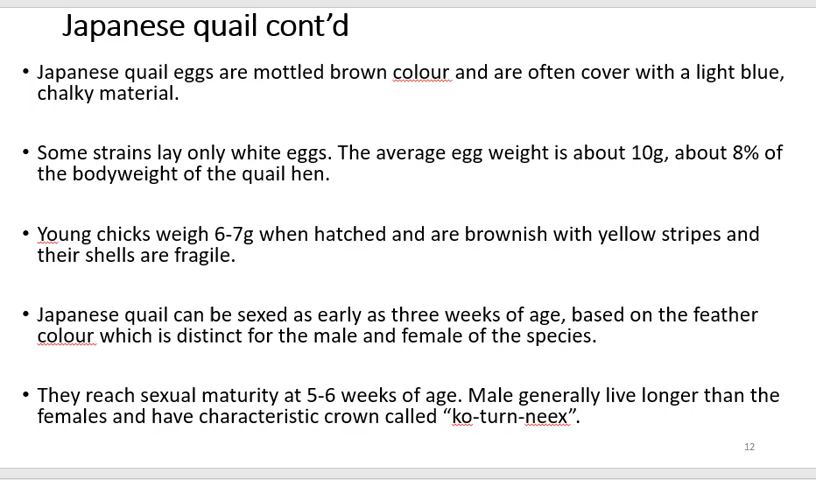 Japanese quail cont’d
• Japanese quail eggs are mottled brown colour and are often cover with a light blue,
chalky material.
• Some strains lay only white eggs. The average egg weight is about 10g, about 8% of
the bodyweight of the quail hen.
• Young chicks weigh 6-7g when hatched and are brownish with yellow stripes and
their shells are fragile.
• Japanese quail can be sexed as early as three weeks of age, based on the feather
colour which is distinct for the male and female of the species.
• They reach sexual maturity at 5-6 weeks of age. Male generally live longer than the
females and have characteristic crown called “ko-turn-neex”.
12